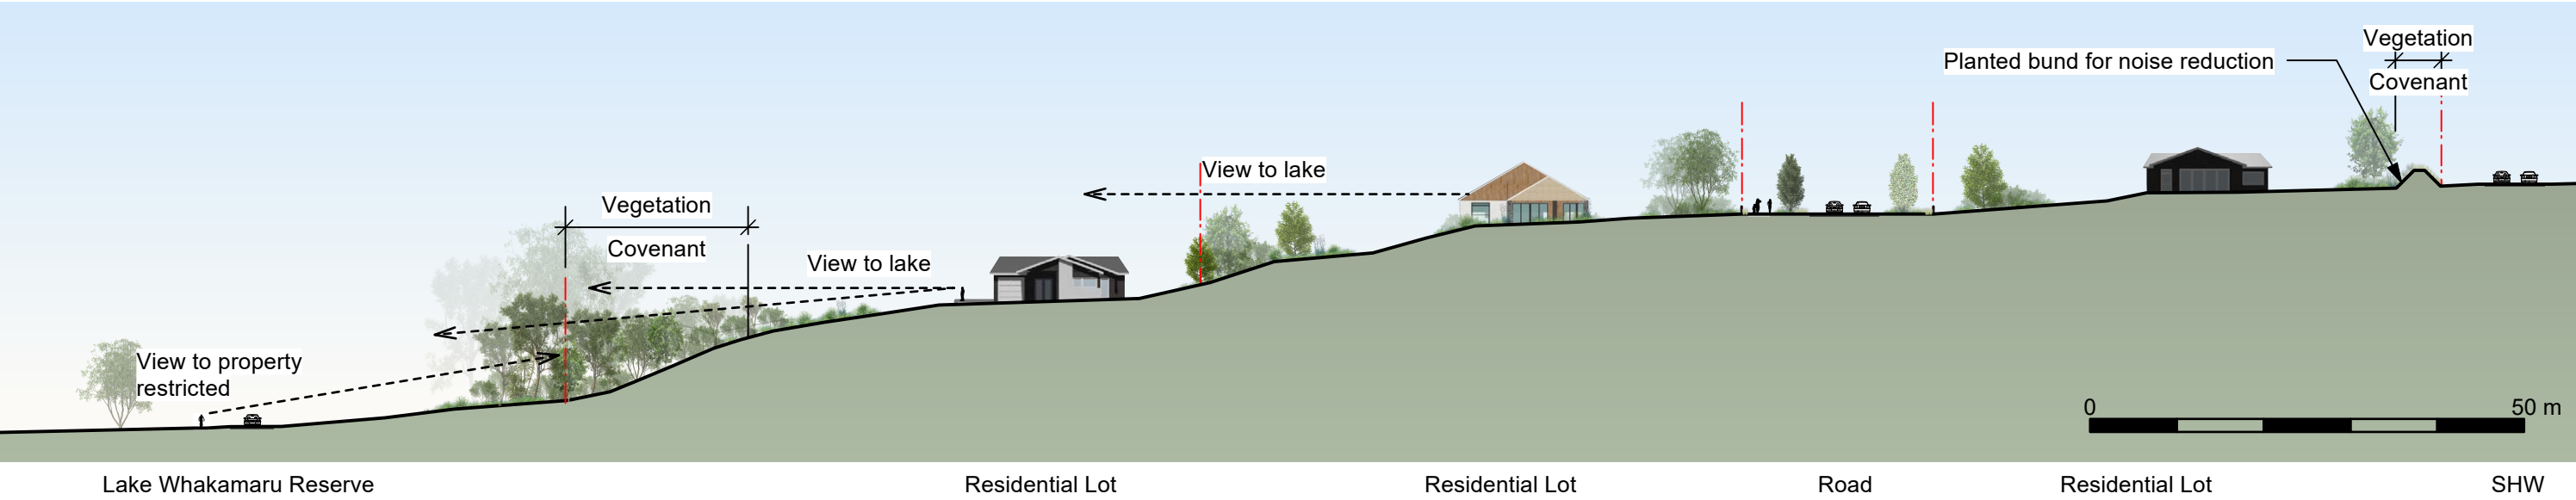 Vegetation
Covenant
Planted bund for noise reduction
View to lake
Vegetation
Covenant
View to lake
View to property
restricted
0
50 m
Lake Whakamaru Reserve
Residential Lot
Residential Lot
Road
Residential Lot
SHW